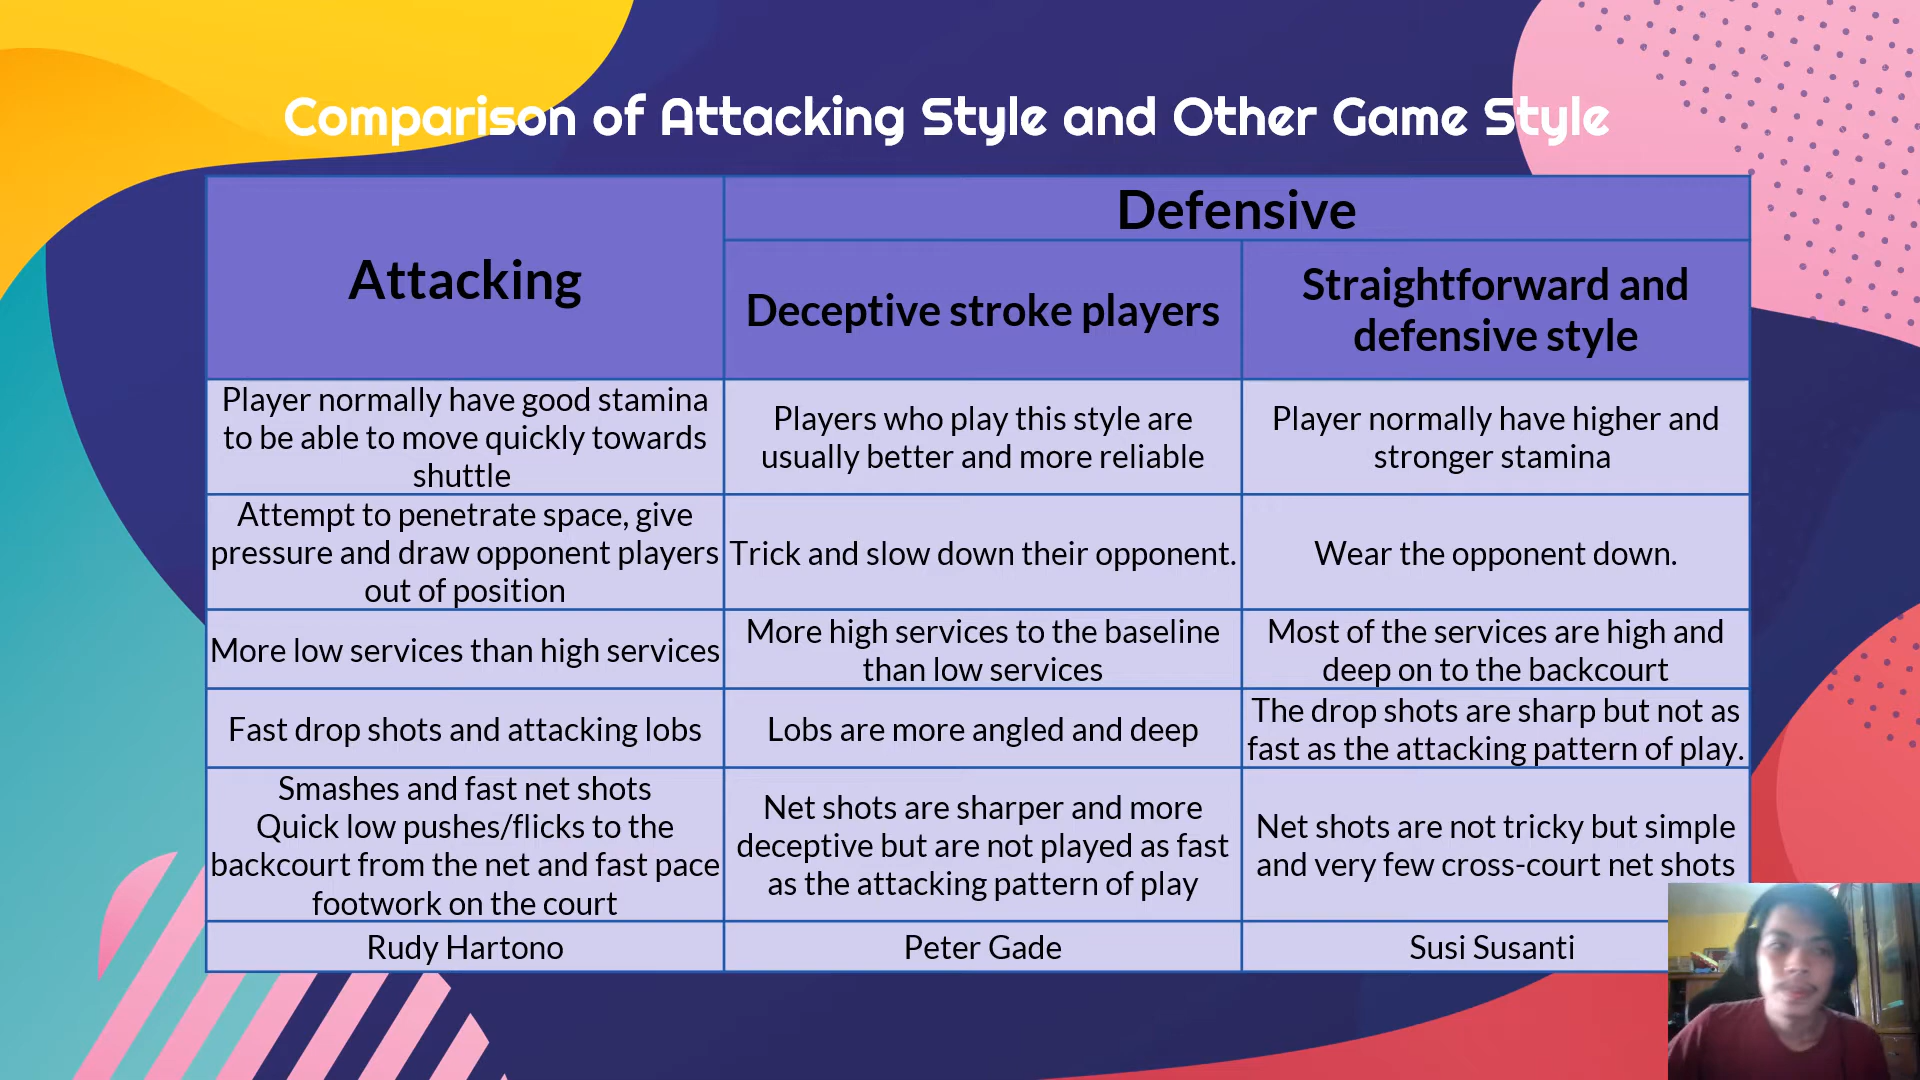 Comparison of Attacking Style and Other Game Style
Attacking
Defensive
Deceptive stroke players
Straightforward and
defensive style
Player normally have good stamina
to be able to move quickly towards
shuttle
Players who play this style are
usually better and more reliable
Player normally have higher and
stronger stamina
Attempt to penetrate space, give
pressure and draw opponent players
out of position
Trick and slow down their opponent.
Wear the opponent down.
More low services than high services
More high services to the baseline
than low services
Most of the services are high and
deep on to the backcourt
Fast drop shots and attacking lobs
Lobs are more angled and deep
The drop shots are sharp but not as
fast as the attacking pattern of play.
Smashes and fast net shots
Quick low pushes/flicks to the
backcourt from the net and fast pace
footwork on the court
Net shots are sharper and more
deceptive but are not played as fast
as the attacking pattern of play
Net shots are not tricky but simple
and very few cross-court net shots
Rudy Hartono
Peter Gade
Susi Susanti